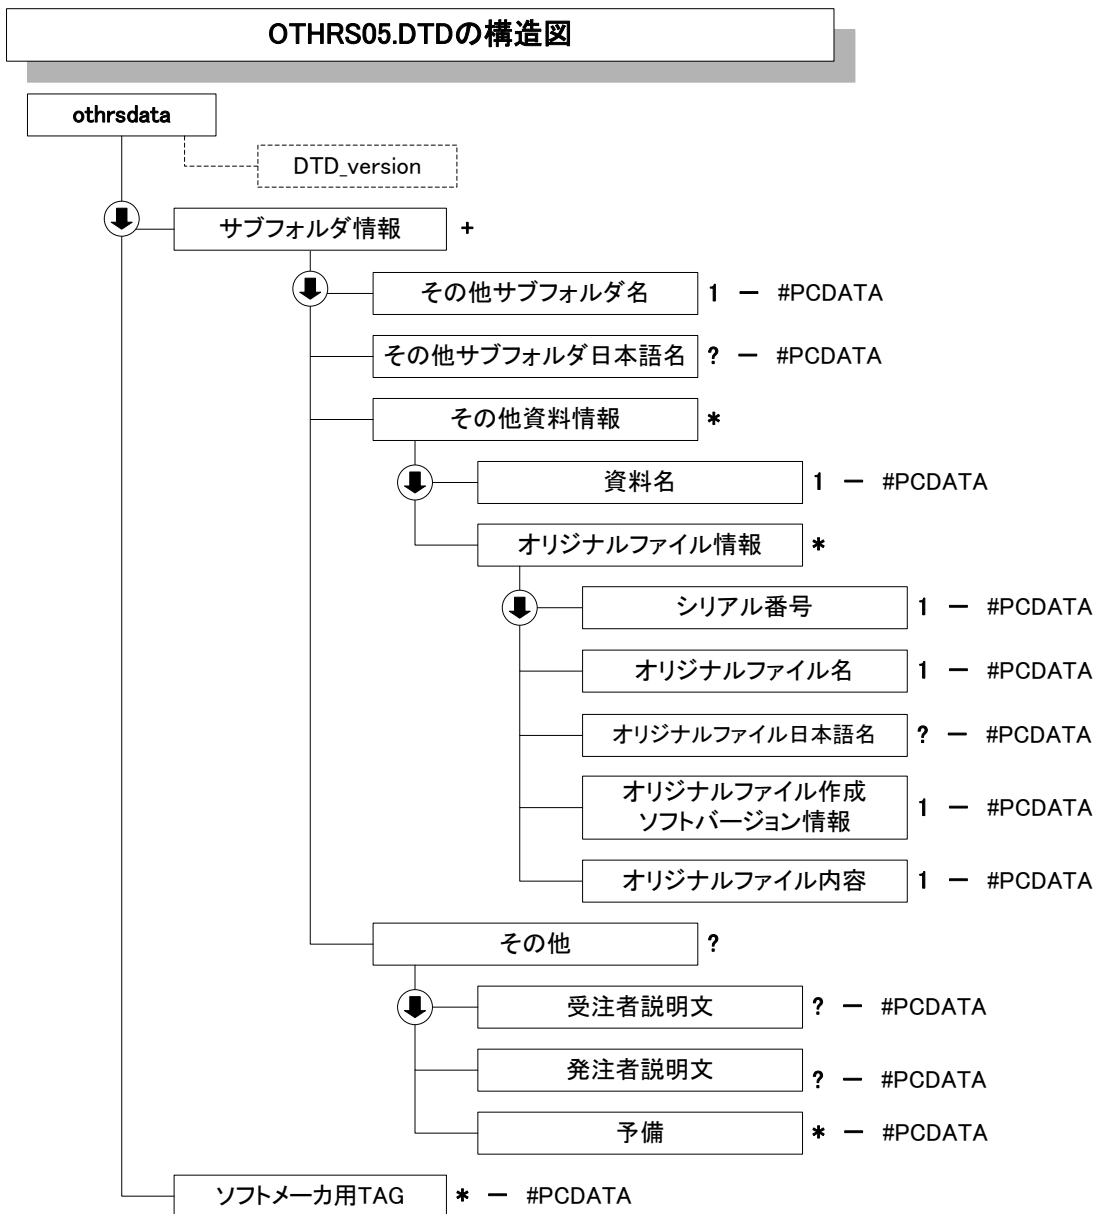 OTHRS05.DTDの構造図
othrsdata
DTD_version
サブフォルダ情報 +
その他サブフォルダ名 1 ー #PCDATA
その他サブフォルダ日本語名 ? ー #PCDATA
その他資料情報 *
資料名 1 ー #PCDATA
オリジナルファイル情報 *
シリアル番号 1 ー #PCDATA
オリジナルファイル名 1 ー #PCDATA
オリジナルファイル日本語名 ? ー #PCDATA
オリジナルファイル作成
ソフトバージョン情報 1 ー #PCDATA
オリジナルファイル内容 1 ー #PCDATA
その他 ?
受注者説明文 ? ー #PCDATA
発注者説明文 ? ー #PCDATA
予備 * ー #PCDATA
ソフトメーカ用TAG * ー #PCDATA